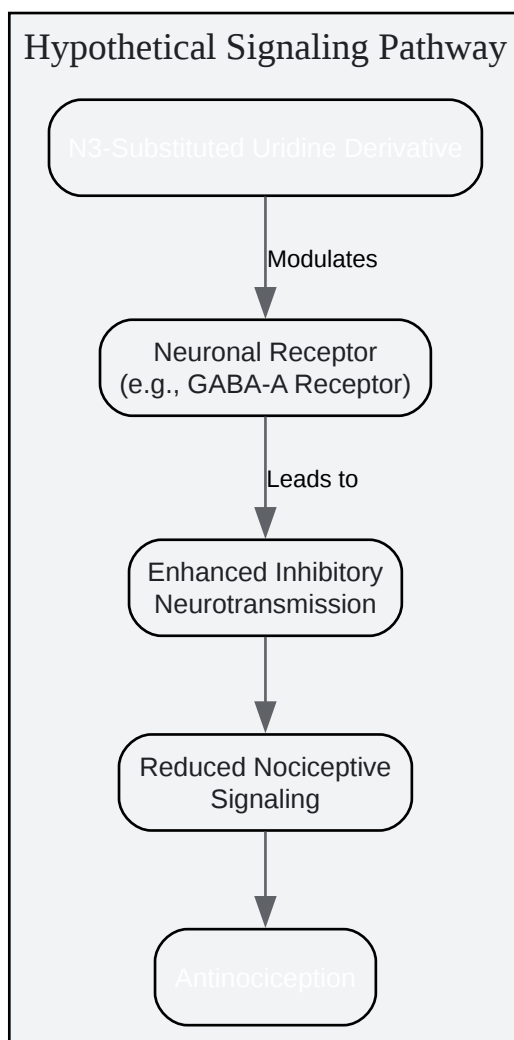 Hypothetical Signaling Pathway
N3-Substituted Uridine Derivative
Modulates
Neuronal Receptor
(e.g., GABA-A Receptor)
Leads to
Enhanced Inhibitory
Neurotransmission
Reduced Nociceptive
Signaling
Antinociception